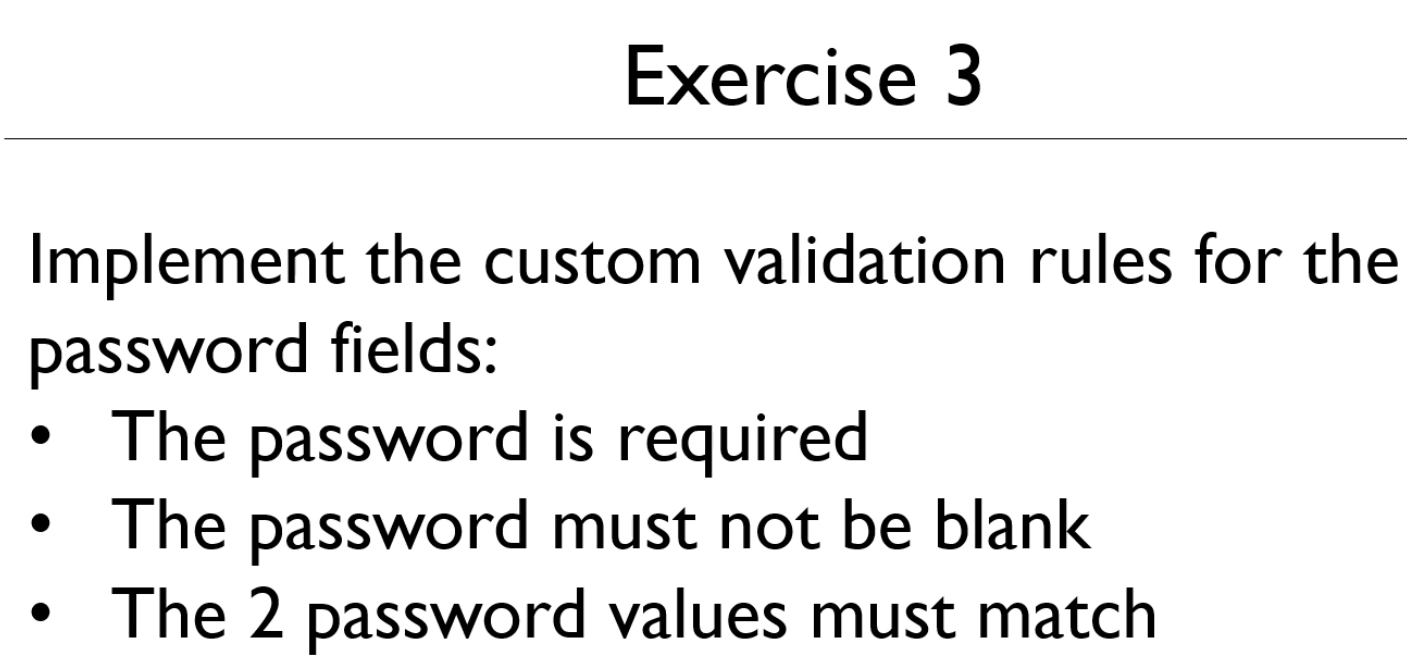 Exercise 3
Implement the custom validation rules for the
password fields:
• The password is required
• The password must not be blank
• The 2 password values must match